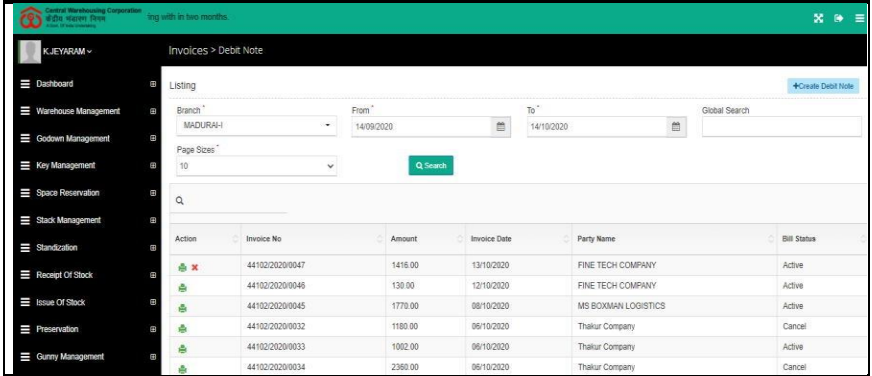 Central Warehousing Corporation
केंद्रीय भंडारण निगम
ing with in two months.
K.JEYARAM
Invoices > Debit Note
Dashboard
Warehouse Management
Godown Management
Key Management
Space Reservation
Stack Management
Standization
Receipt Of Stock
Issue Of Stock
Preservation
Gunny Management
Listing
+Create Debit Note
Branch * From * To * Global Search
MADURAI-I 14/09/2020 14/10/2020
Page Sizes *
10 Search
Action Invoice No Amount Invoice Date Party Name Bill Status
44102/2020/0047 1416.00 13/10/2020 FINE TECH COMPANY Active
44102/2020/0046 130.00 12/10/2020 FINE TECH COMPANY Active
44102/2020/0045 1770.00 08/10/2020 MS BOXMAN LOGISTICS Active
44102/2020/0032 1180.00 06/10/2020 Thakur Company Cancel
44102/2020/0033 1002.00 06/10/2020 Thakur Company Active
44102/2020/0034 2360.00 06/10/2020 Thakur Company Cancel